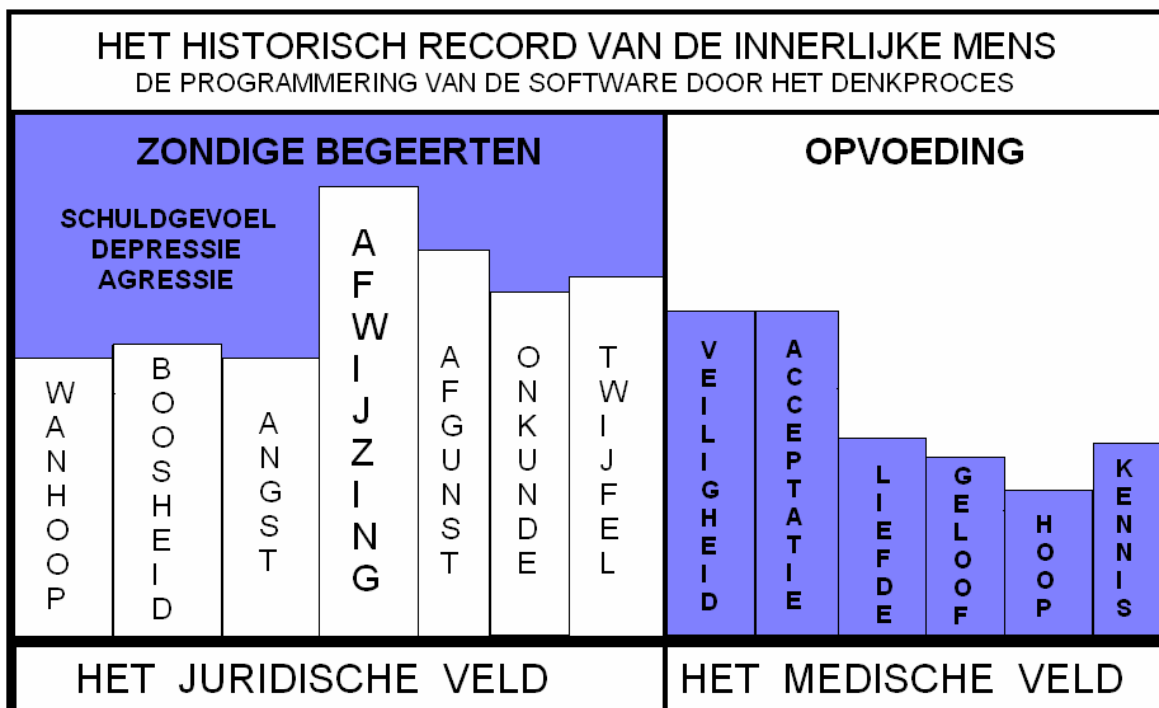 HET HISTORISCH RECORD VAN DE INNERLIJKE MENS
DE PROGRAMMERING VAN DE SOFTWARE DOOR HET DENKPROCES
ZONDIGE BEGEERTEN
SCHULDGEVOEL
DEPRESSIE
AGRESSIE
WANHOOP
BOOSHEID
ANGST
AFWIJZING
AFGUNST
ONKUNDE
TWIJFEL
OPVOEDING
VEILIGHEID
ACCEPTATIE
LIEFDE
GELOOF
HOOP
KENNIS
HET JURIDISCHE VELD
HET MEDISCHE VELD